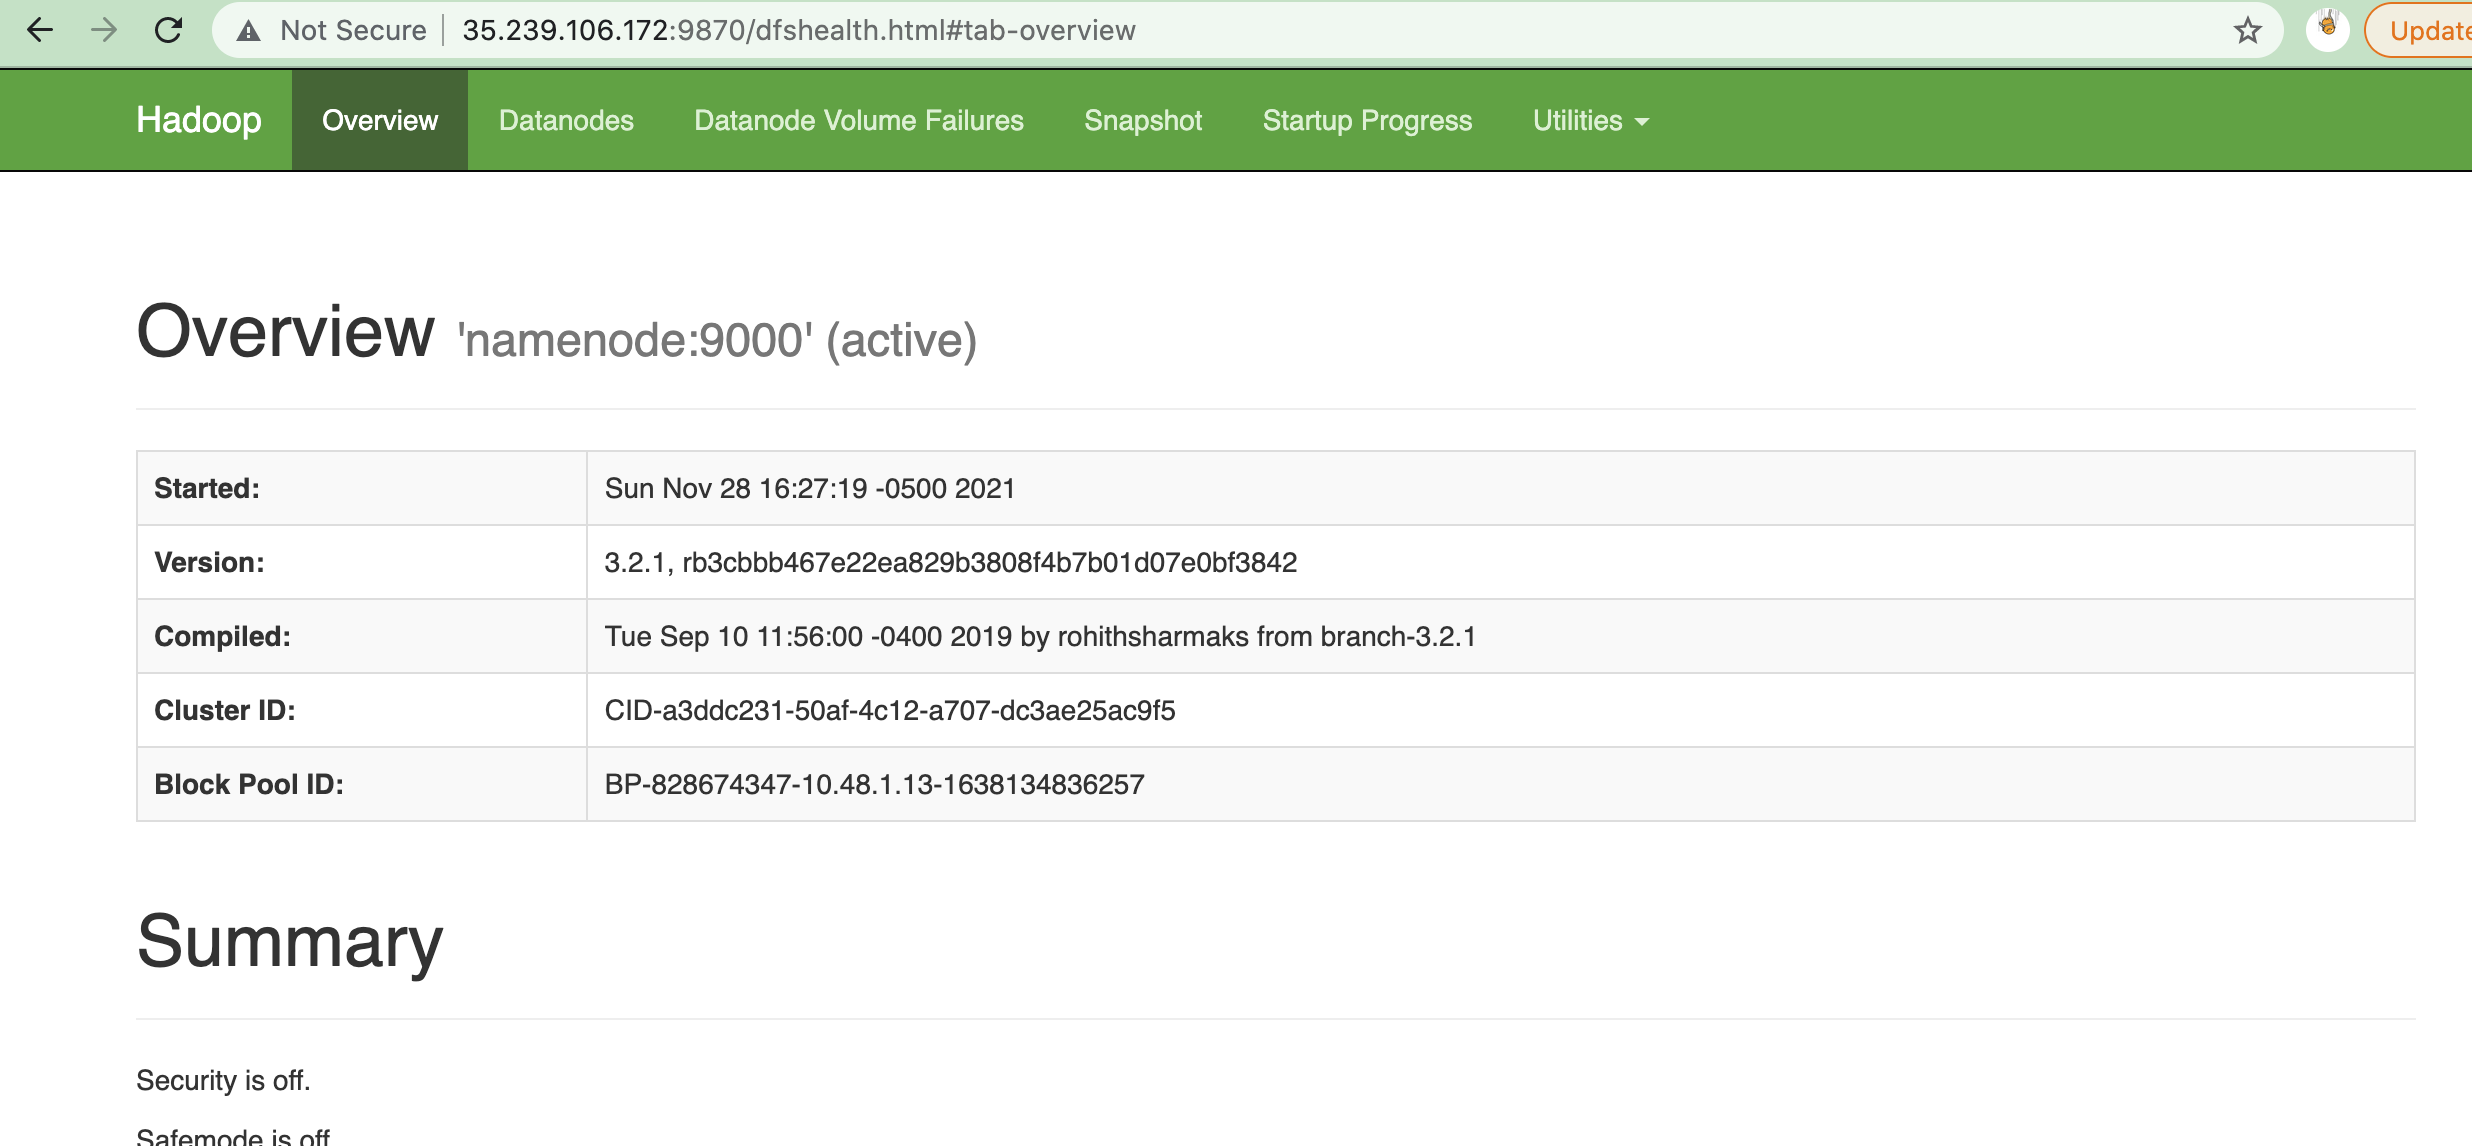 Not Secure 35.239.106.172:9870/dfshealth.html#tab-overview Update
Hadoop Overview Datanodes Datanode Volume Failures Snapshot Startup Progress Utilities
Overview 'namenode:9000' (active)
Started: Sun Nov 28 16:27:19 -0500 2021
Version: 3.2.1, rb3cbbb467e22ea829b3808f4b7b01d07e0bf3842
Compiled: Tue Sep 10 11:56:00 -0400 2019 by rohithsharmaks from branch-3.2.1
Cluster ID: CID-a3ddc231-50af-4c12-a707-dc3ae25ac9f5
Block Pool ID: BP-828674347-10.48.1.13-1638134836257
Summary
Security is off.
Safemode is off